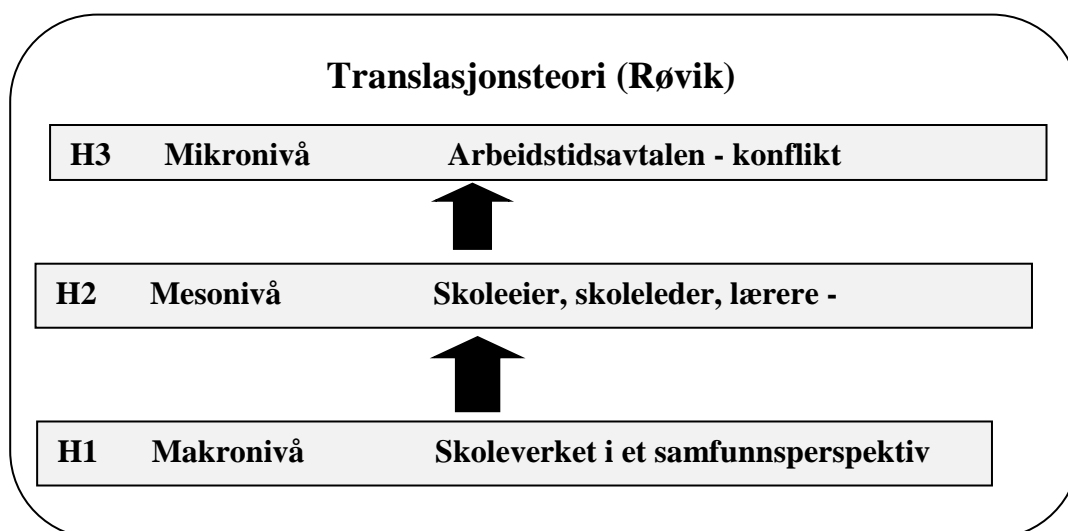 Translasjonsteori (Røvik)
H3 Mikronivå Arbeidstidsavtalen - konflikt
H2 Mesonivå Skoleeier, skoleleder, lærere -
H1 Makronivå Skoleverket i et samfunnsperspektiv